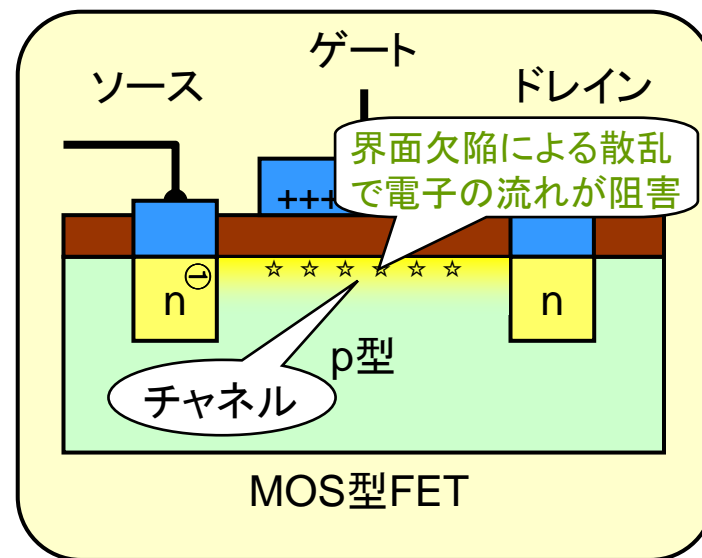 ゲート
ソース
ドレイン
界面欠陥による散乱
で電子の流れが阻害
+++
☆ ☆ ☆ ☆ ☆ ☆
n
n
p型
チャネル
MOS型FET